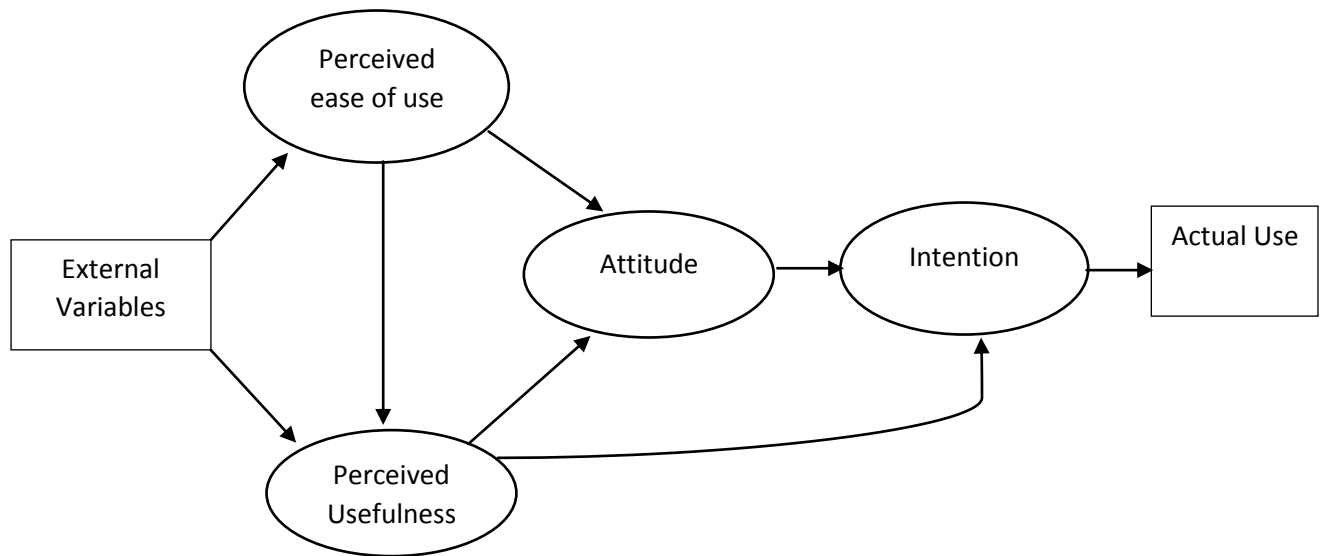 Perceived
ease of use
External
Variables
Attitude
Intention
Actual Use
Perceived
Usefulness